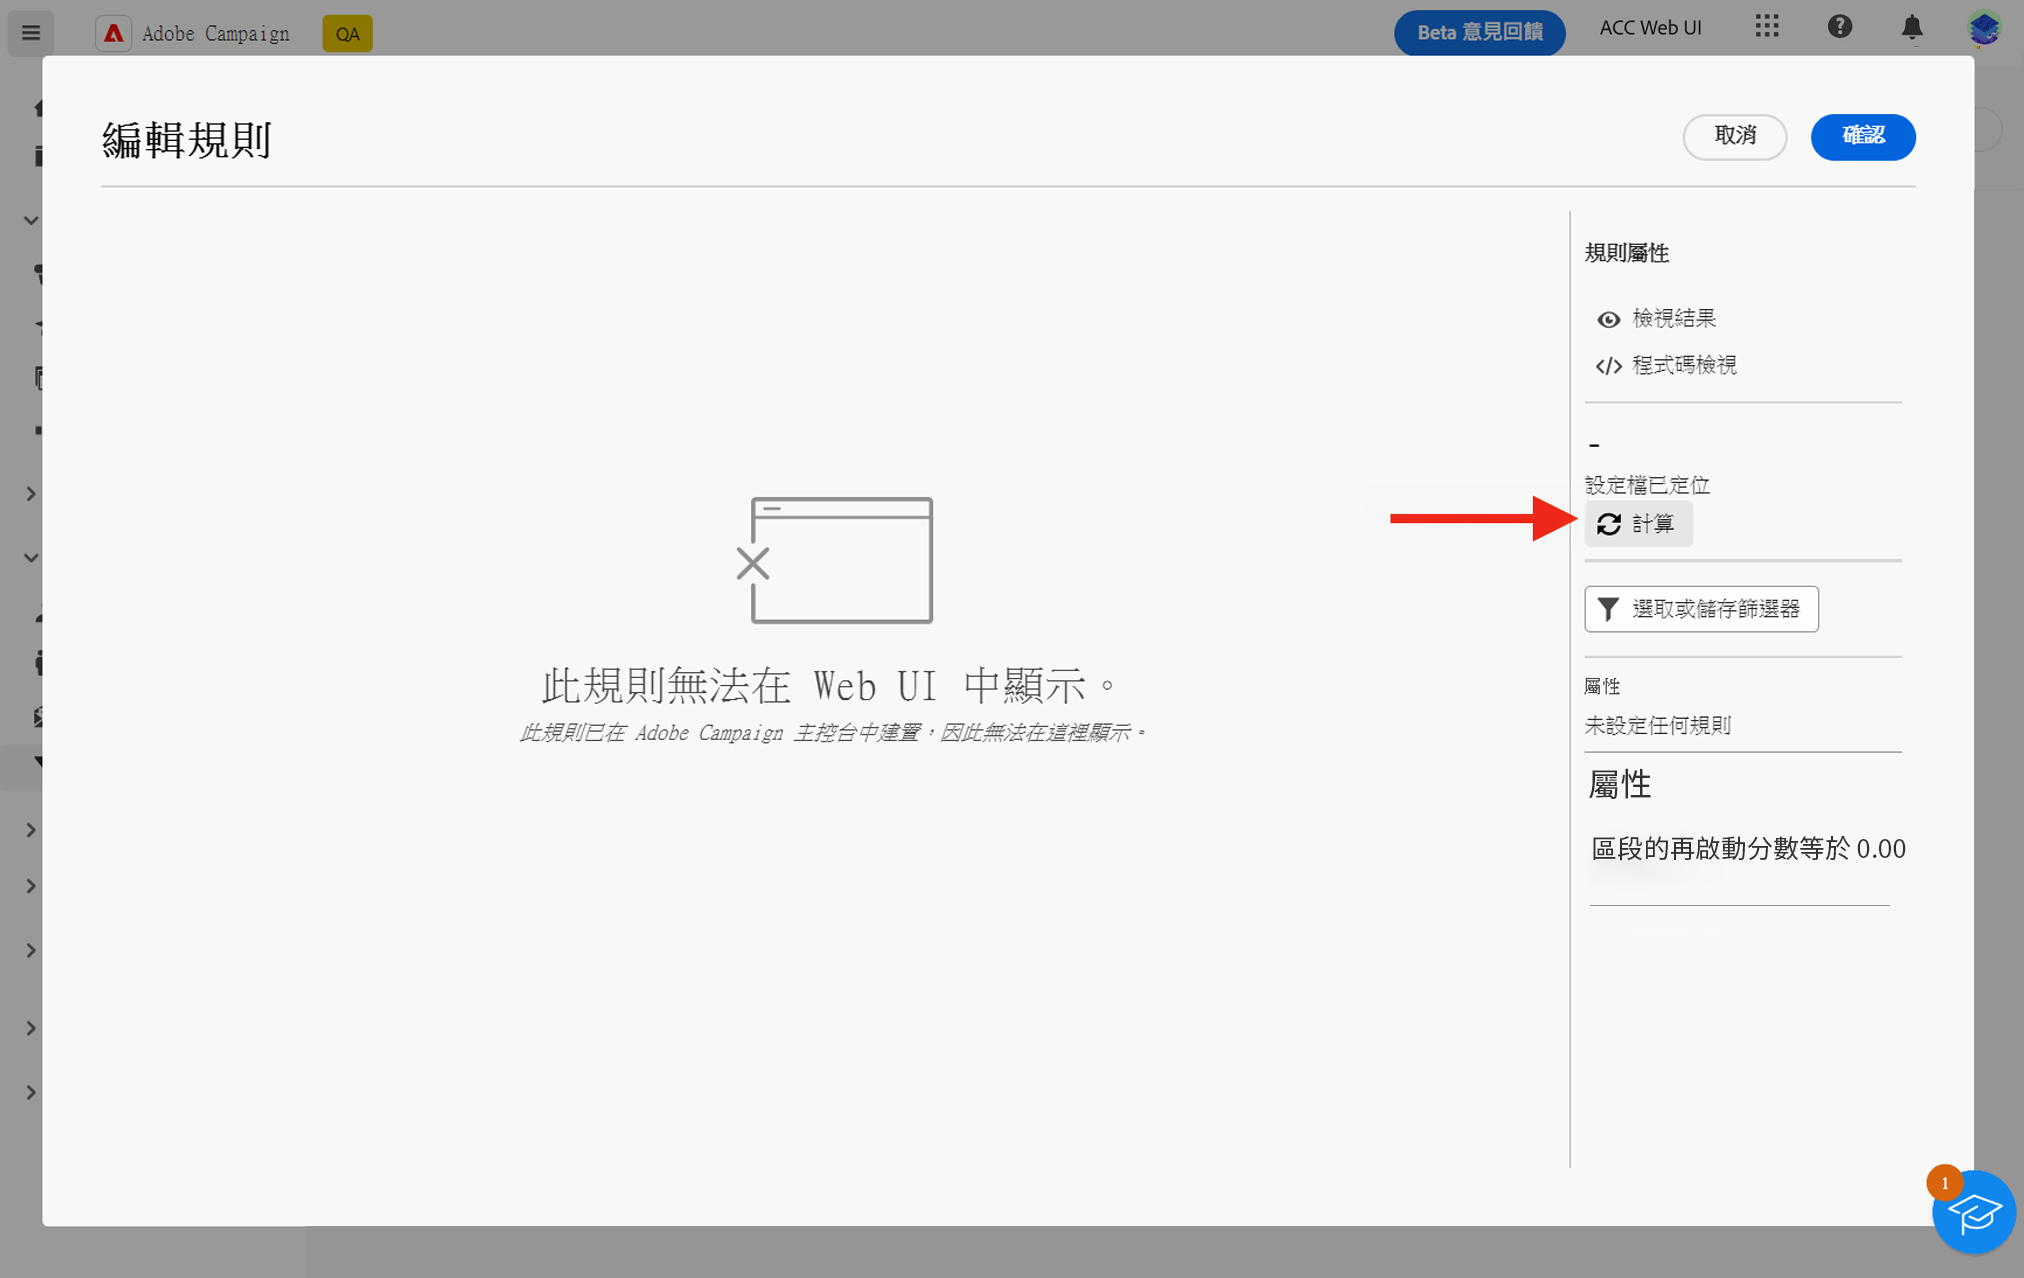 Adobe Campaign
QA
Beta 意見回饋
ACC Web UI
編輯規則
取消
確認
規則屬性
檢視結果
</> 程式碼檢視
-
設定檔已定位
計算
選取或儲存篩選器
屬性
未設定任何規則
屬性
區段的再啟動分數等於 0.00
此規則無法在 Web UI 中顯示。
此規則已在 Adobe Campaign 主控台中建置，因此無法在這裡顯示。
1